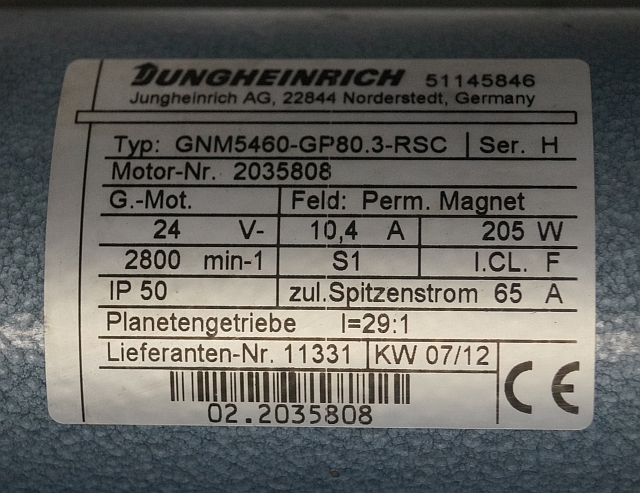 JUNGHEINRICH 51145846
Jungheinrich AG, 22844 Norderstedt, Germany
Typ: GNM5460-GP80.3-RSC Ser. H
Motor-Nr. 2035808
G.-Mot. Feld: Perm. Magnet
24 V- 10,4 A 205 W
2800 min-1 S1 I.CL. F
IP 50 zul.Spitzenstrom 65 A
Planetengetriebe I=29:1
Lieferanten-Nr. 11331 KW 07/12
02.2035808 CE